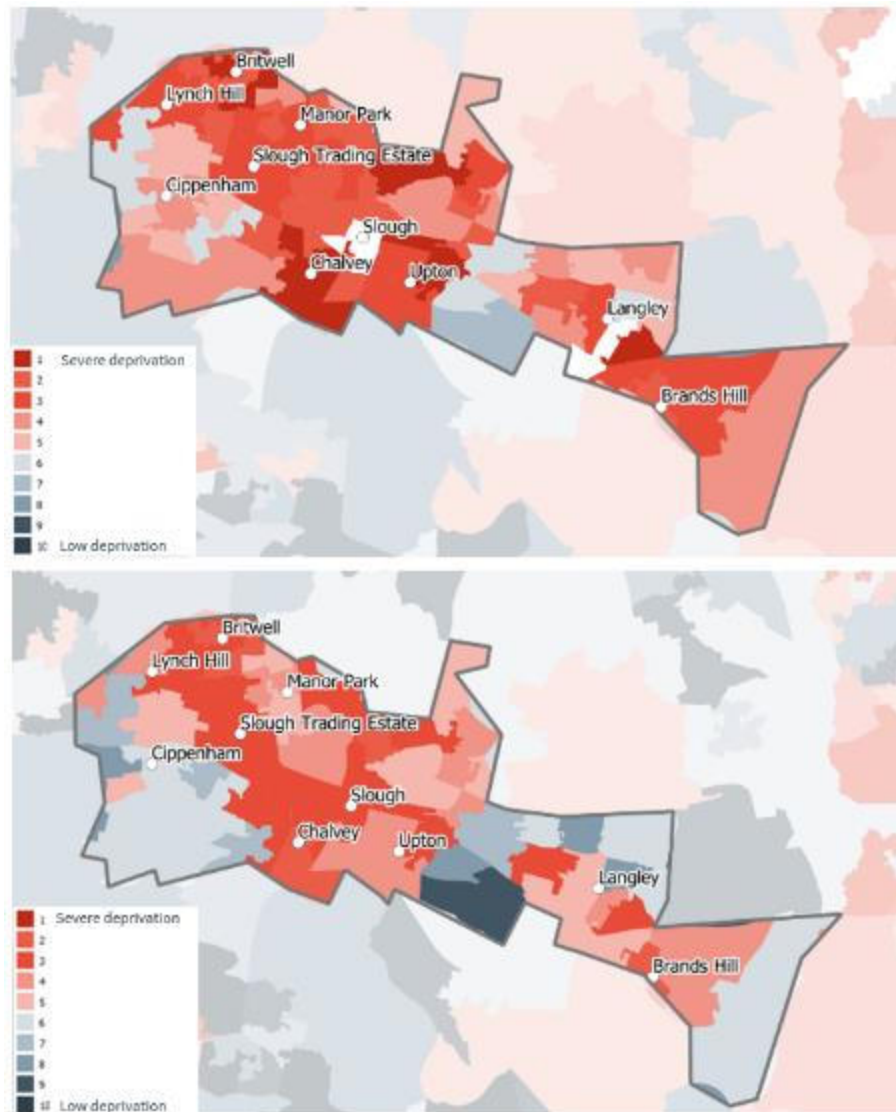 Britwell
Lynch Hill
Manor Park
Slough Trading Estate
Cippenham
Slough
Chalvey
Upton
Langley
Brands Hill
1 Severe deprivation
2
3
4
5
6
7
8
9
10 Low deprivation
Britwell
Lynch Hill
Manor Park
Slough Trading Estate
Cippenham
Slough
Chalvey
Upton
Langley
Brands Hill
1 Severe deprivation
2
3
4
5
6
7
8
9
10 Low deprivation